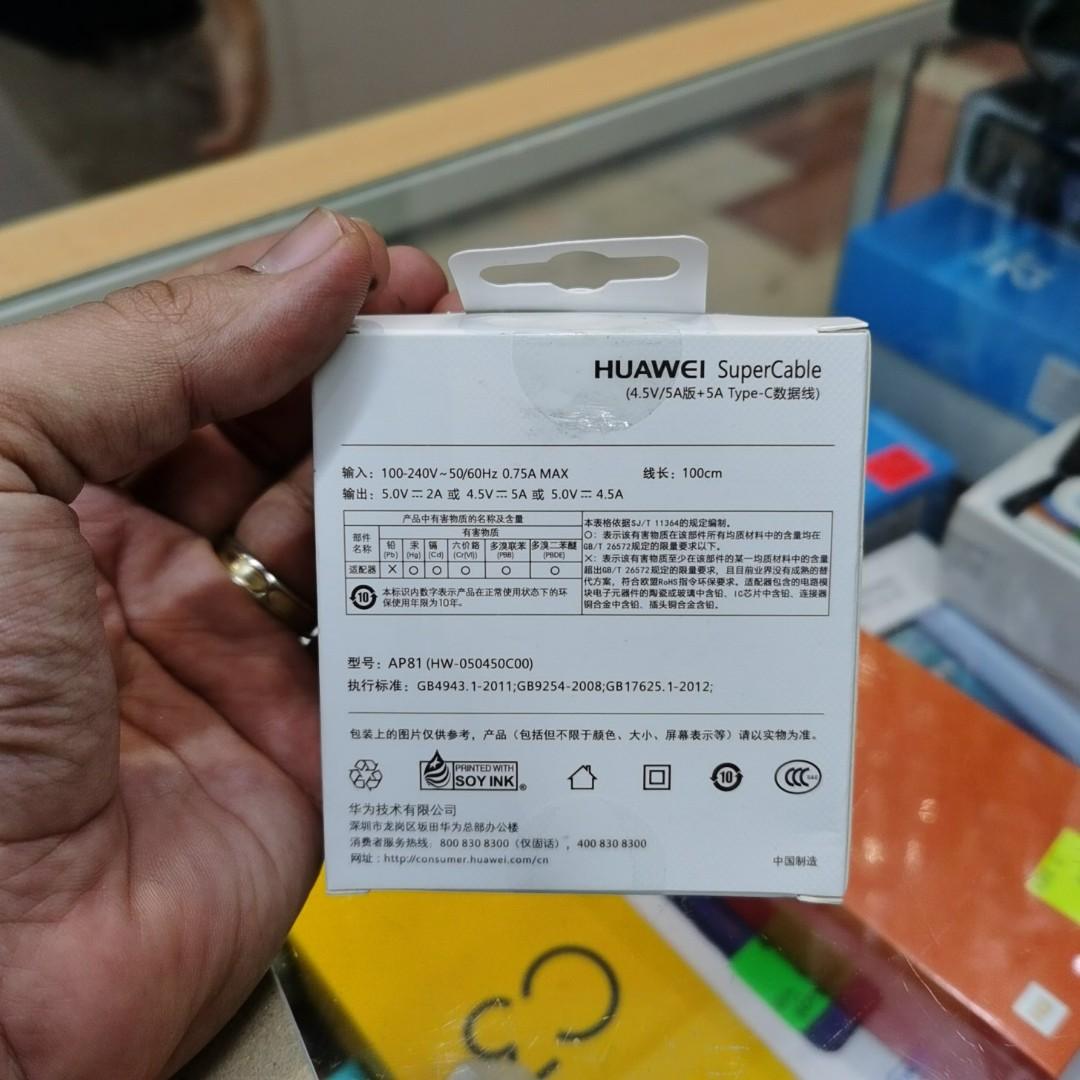 HUAWEI SuperCable
(4.5V/5A版+5A Type-C数据线)
输入: 100-240V~50/60Hz 0.75A MAX
线长: 100cm
输出: 5.0V⎓2A 或 4.5V⎓5A 或 5.0V⎓4.5A
产品中有害物质的名称及含量
部件名称
有害物质
铅(Pb) 汞(Hg) 镉(Cd) 六价铬(Cr(VI)) 多溴联苯(PBB) 多溴二苯醚(PBDE)
适配器 X O O O O O
10
本标识内数字表示产品在正常使用状态下的环
保使用年限为10年。
本表格依据SJ/T 11364的规定编制。
O: 表示该有害物质在该部件所有均质材料中的含量均在
GB/T 26572规定的限量要求以下。
X: 表示该有害物质至少在该部件的某一均质材料中的含量
超出GB/T 26572规定的限量要求, 且目前业界没有成熟的替
代方案, 符合欧盟RoHS指令环保要求。适配器包含的电路模
块电子元器件的陶瓷或玻璃中含铅、IC芯片中含铅、连接器
铜合金中含铅、插头铜合金含铅。
型号: AP81 (HW-050450C00)
执行标准: GB4943.1-2011;GB9254-2008;GB17625.1-2012;
包装上的图片仅供参考, 产品 (包括但不限于颜色、大小、屏幕表示等) 请以实物为准。
PRINTED WITH
SOY INK®
10
CCC S&E
华为技术有限公司
深圳市龙岗区坂田华为总部办公楼
消费者服务热线: 800 830 8300 (仅固话), 400 830 8300
网址: http://consumer.huawei.com/cn
中国制造